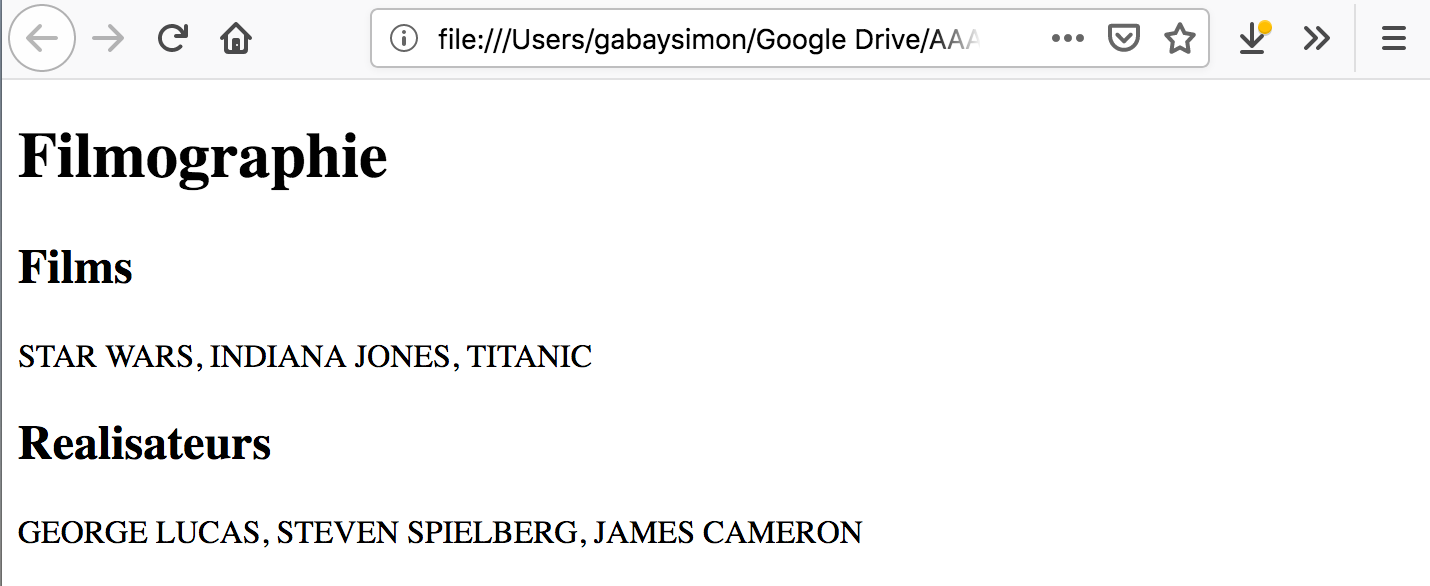 file:///Users/gabaysimon/Google Drive/AAA
Filmographie
Films
STAR WARS, INDIANA JONES, TITANIC
Realisateurs
GEORGE LUCAS, STEVEN SPIELBERG, JAMES CAMERON